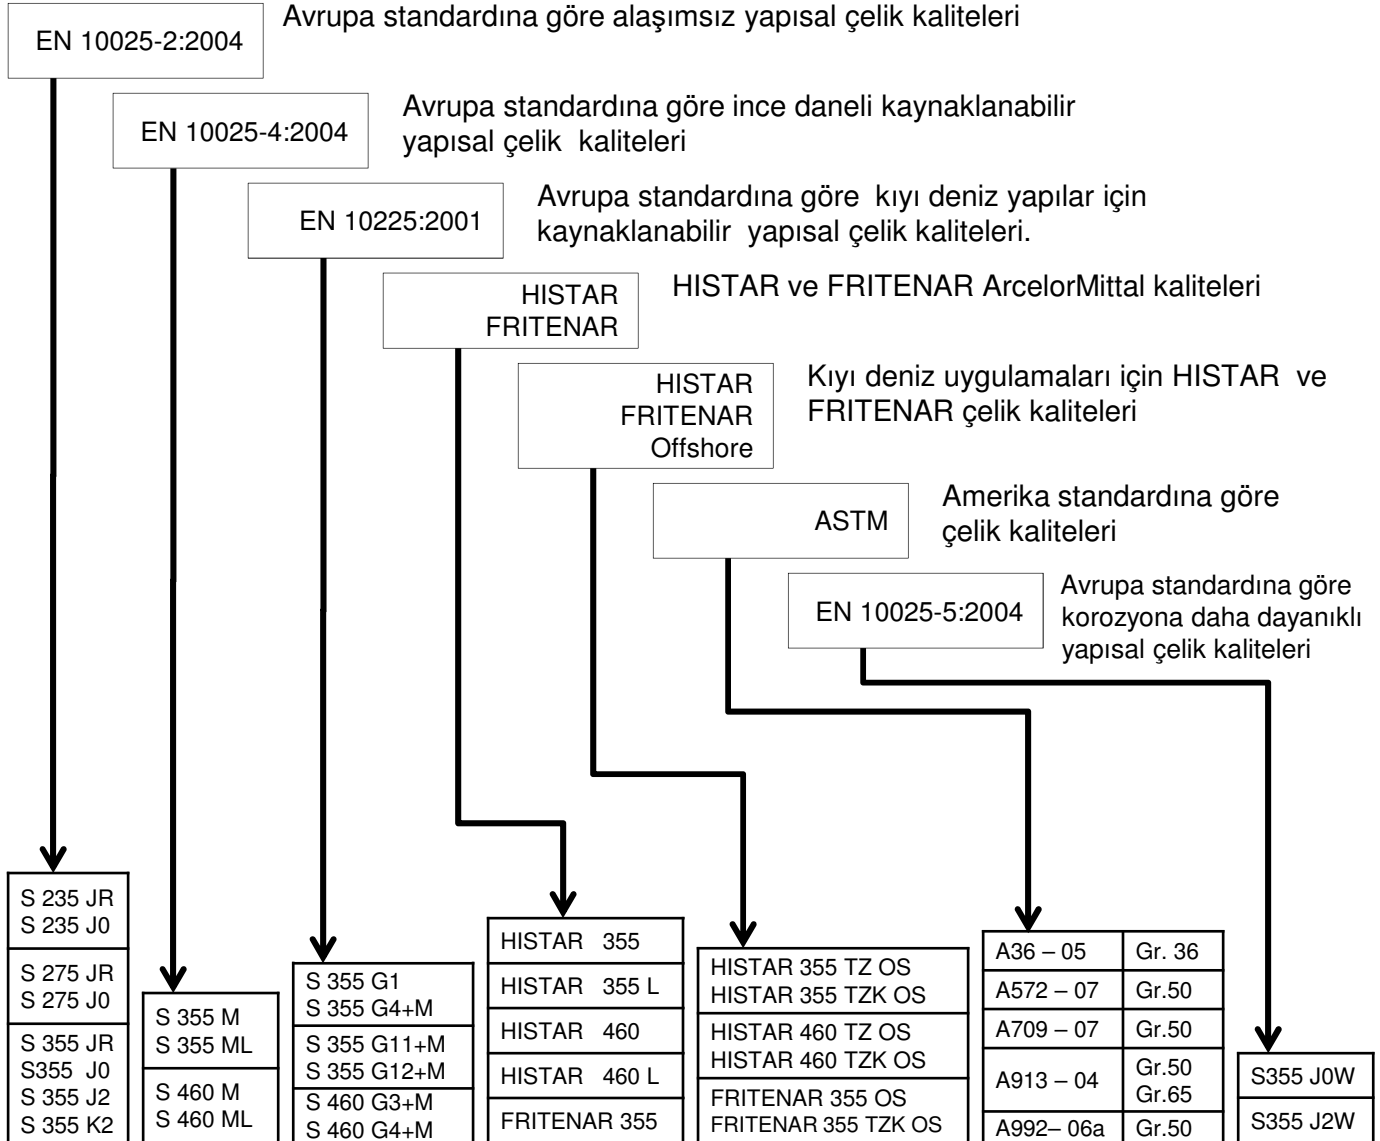 EN 10025-2:2004
Avrupa standardına göre alaşımsız yapısal çelik kaliteleri
EN 10025-4:2004
Avrupa standardına göre ince daneli kaynaklanabilir
yapısal çelik kaliteleri
EN 10225:2001
Avrupa standardına göre kıyı deniz yapılar için
kaynaklanabilir yapısal çelik kaliteleri.
HISTAR
FRITENAR
HISTAR ve FRITENAR ArcelorMittal kaliteleri
HISTAR
FRITENAR
Offshore
Kıyı deniz uygulamaları için HISTAR ve
FRITENAR çelik kaliteleri
ASTM
Amerika standardına göre
çelik kaliteleri
EN 10025-5:2004
Avrupa standardına göre
korozyona daha dayanıklı
yapısal çelik kaliteleri
S 235 JR
S 235 J0
S 275 JR
S 275 J0
S 355 JR
S355 J0
S 355 J2
S 355 K2
S 355 M
S 355 ML
S 460 M
S 460 ML
S 355 G1
S 355 G4+M
S 355 G11+M
S 355 G12+M
S 460 G3+M
S 460 G4+M
HISTAR 355
HISTAR 355 L
HISTAR 460
HISTAR 460 L
FRITENAR 355
HISTAR 355 TZ OS
HISTAR 355 TZK OS
HISTAR 460 TZ OS
HISTAR 460 TZK OS
FRITENAR 355 OS
FRITENAR 355 TZK OS
A36 – 05 Gr. 36
A572 – 07 Gr.50
A709 – 07 Gr.50
A913 – 04 Gr.50
Gr.65
A992– 06a Gr.50
S355 J0W
S355 J2W